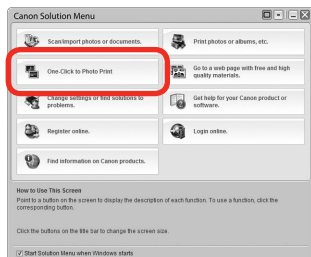 Canon Solution Menu
Scan/Import photos or documents.
Print photos or albums, etc.
One-Click to Photo Print
Go to a web page with free and high
quality materials.
Change settings or find solutions to
problems.
Get help for your Canon product or
software.
Register online.
Login online.
Find information on Canon products.
How to Use This Screen
Point to a button on the screen to display the description of each function. To use a function, click the
corresponding button.
Click the buttons on the title bar to change the screen size.
Start Solution Menu when Windows starts